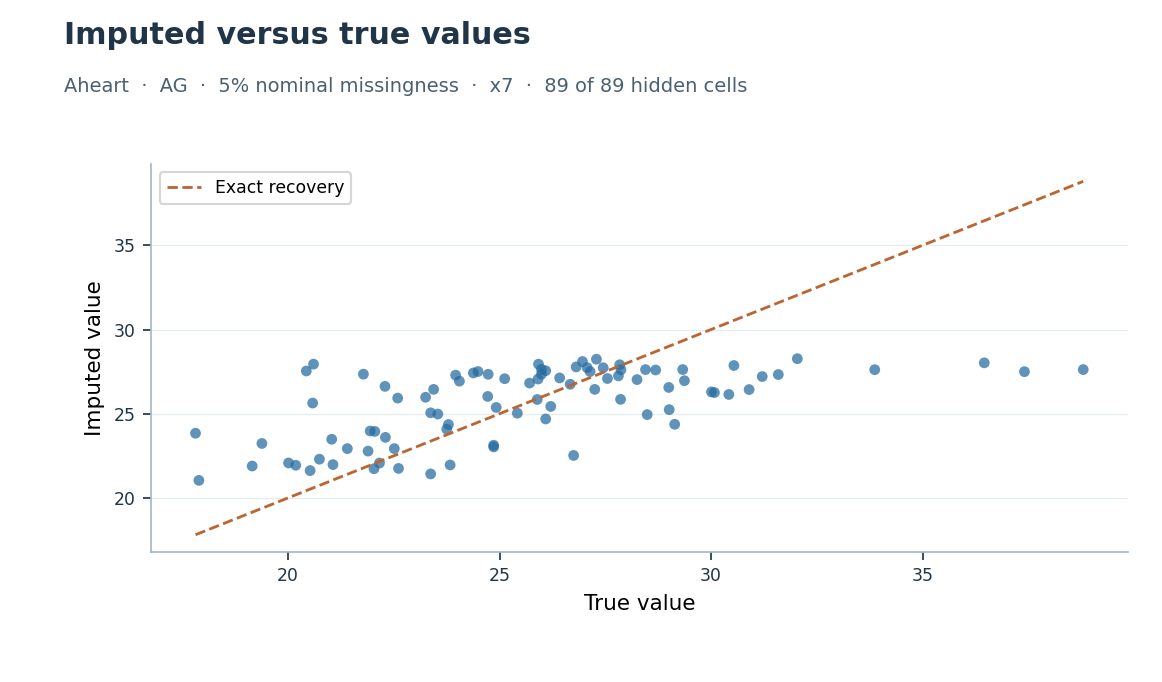 Imputed versus true values
Aheart · AG · 5% nominal missingness · x7 · 89 of 89 hidden cells
Exact recovery
35
30
25
20
Imputed value
20 25 30 35
True value